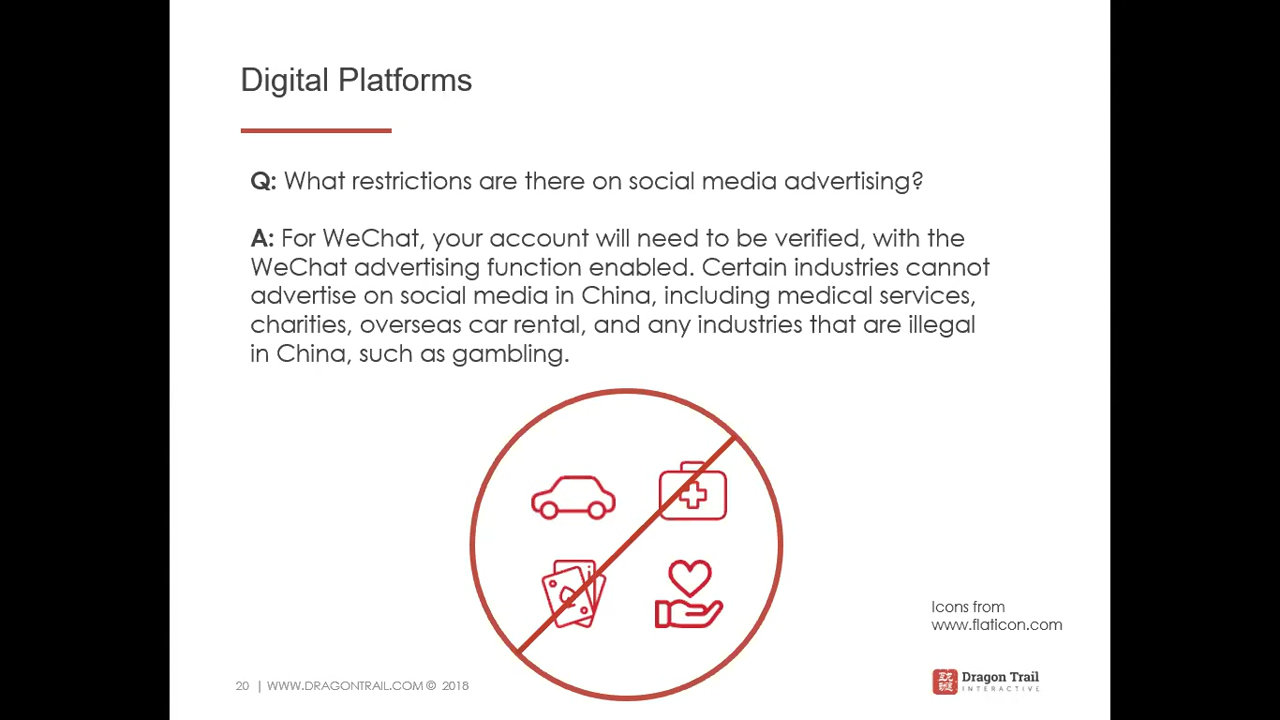 Digital Platforms
Q: What restrictions are there on social media advertising?
A: For WeChat, your account will need to be verified, with the
WeChat advertising function enabled. Certain industries cannot
advertise on social media in China, including medical services,
charities, overseas car rental, and any industries that are illegal
in China, such as gambling.
Icons from
www.flaticon.com
20 | WWW.DRAGONTRAIL.COM © 2018
Dragon Trail
INTERACTIVE